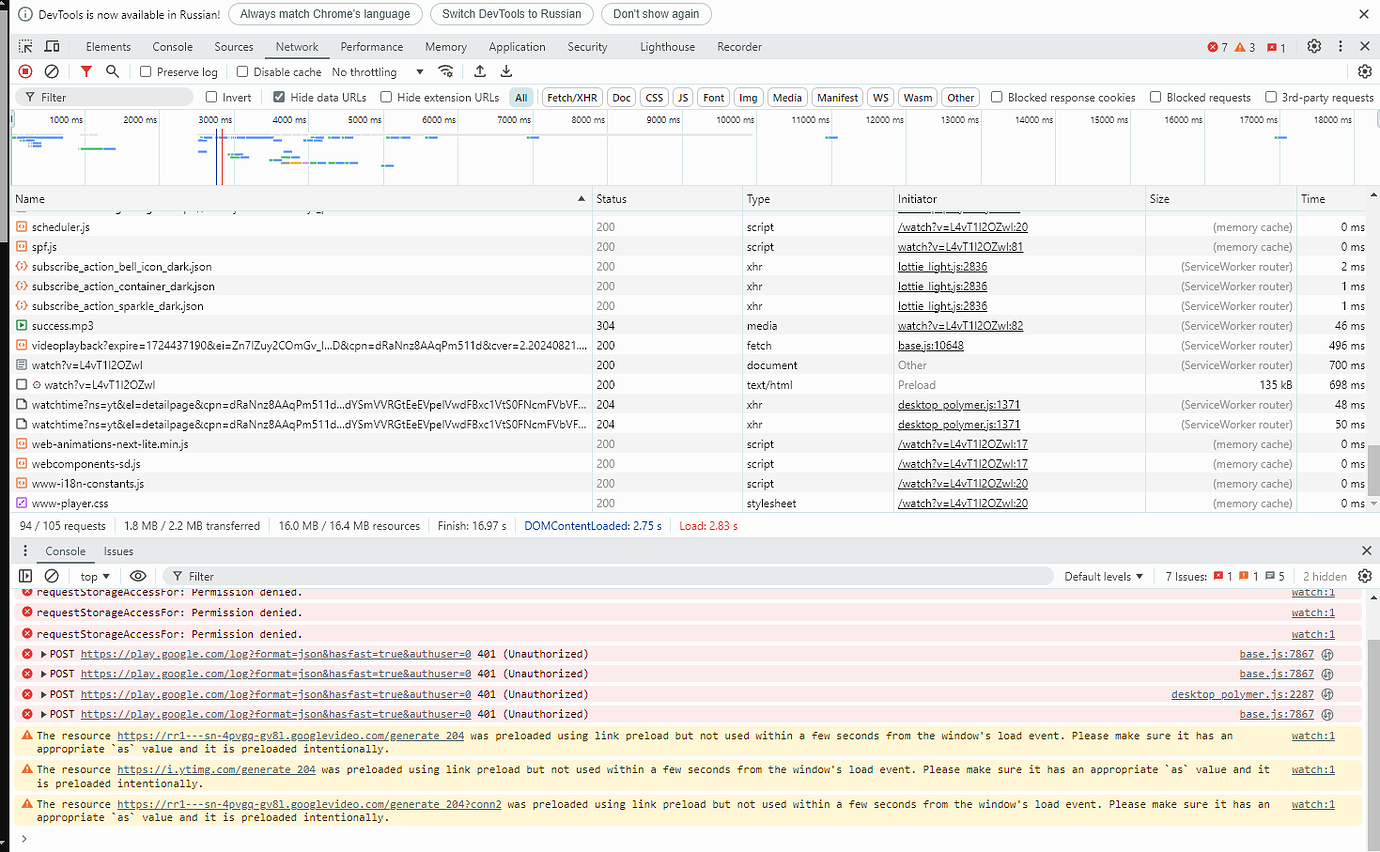 DevTools is now available in Russian! Always match Chrome's language Switch DevTools to Russian Don't show again
Elements Console Sources Network Performance Memory Application Security Lighthouse Recorder 7 3 1
Preserve log Disable cache No throttling
Filter Invert Hide data URLs Hide extension URLs All Fetch/XHR Doc CSS JS Font Img Media Manifest WS Wasm Other Blocked response cookies Blocked requests 3rd-party requests
1000 ms 2000 ms 3000 ms 4000 ms 5000 ms 6000 ms 7000 ms 8000 ms 9000 ms 10000 ms 11000 ms 12000 ms 13000 ms 14000 ms 15000 ms 16000 ms 17000 ms 18000 ms
Name Status Type Initiator Size Time
scheduler.js 200 script /watch?v=L4vT1I2OZwI:20 (memory cache) 0 ms
spf.js 200 script watch?v=L4vT1I2OZwI:81 (memory cache) 0 ms
subscribe_action_bell_icon_dark.json 200 xhr lottie_light.js:2836 (ServiceWorker router) 2 ms
subscribe_action_container_dark.json 200 xhr lottie_light.js:2836 (ServiceWorker router) 1 ms
subscribe_action_sparkle_dark.json 200 xhr lottie_light.js:2836 (ServiceWorker router) 1 ms
success.mp3 304 media watch?v=L4vT1I2OZwI:82 (ServiceWorker router) 46 ms
videoplayback?expire=1724437190&ei=Zn7IZuy2COmGv_I...D&cpn=dRaNnz8AAqPm511d&cver=2.20240821.... 200 fetch base.js:10648 (ServiceWorker router) 496 ms
watch?v=L4vT1I2OZwI 200 document Other (ServiceWorker router) 700 ms
watch?v=L4vT1I2OZwI 200 text/html Preload 135 kB 698 ms
watchtime?ns=yt&el=detailpage&cpn=dRaNnz8AAqPm511d...dYSmVVRGtEeEVpelVwdFBxc1VtS0FNcmFVbVF... 204 xhr desktop_polymer.js:1371 (ServiceWorker router) 48 ms
watchtime?ns=yt&el=detailpage&cpn=dRaNnz8AAqPm511d...dYSmVVRGtEeEVpelVwdFBxc1VtS0FNcmFVbVF... 204 xhr desktop_polymer.js:1371 (ServiceWorker router) 50 ms
web-animations-next-lite.min.js 200 script /watch?v=L4vT1I2OZwI:17 (memory cache) 0 ms
webcomponents-sd.js 200 script /watch?v=L4vT1I2OZwI:17 (memory cache) 0 ms
www-i18n-constants.js 200 script /watch?v=L4vT1I2OZwI:20 (memory cache) 0 ms
www-player.css 200 stylesheet /watch?v=L4vT1I2OZwI:20 (memory cache) 0 ms
94 / 105 requests 1.8 MB / 2.2 MB transferred 16.0 MB / 16.4 MB resources Finish: 16.97 s DOMContentLoaded: 2.75 s Load: 2.83 s
Console Issues
top Filter Default levels 7 Issues: 1 1 5 2 hidden
requestStorageAccessFor: Permission denied. watch:1
requestStorageAccessFor: Permission denied. watch:1
requestStorageAccessFor: Permission denied. watch:1
POST https://play.google.com/log?format=json&hasfast=true&authuser=0 401 (Unauthorized) base.js:7867
POST https://play.google.com/log?format=json&hasfast=true&authuser=0 401 (Unauthorized) base.js:7867
POST https://play.google.com/log?format=json&hasfast=true&authuser=0 401 (Unauthorized) desktop_polymer.js:2287
POST https://play.google.com/log?format=json&hasfast=true&authuser=0 401 (Unauthorized) base.js:7867
The resource https://rr1---sn-4pvgq-gv8l.googlevideo.com/generate_204 was preloaded using link preload but not used within a few seconds from the window's load event. Please make sure it has an watch:1
appropriate `as` value and it is preloaded intentionally.
The resource https://i.ytimg.com/generate_204 was preloaded using link preload but not used within a few seconds from the window's load event. Please make sure it has an appropriate `as` value and it watch:1
is preloaded intentionally.
The resource https://rr1---sn-4pvgq-gv8l.googlevideo.com/generate_204?conn2 was preloaded using link preload but not used within a few seconds from the window's load event. Please make sure it has an watch:1
appropriate `as` value and it is preloaded intentionally.